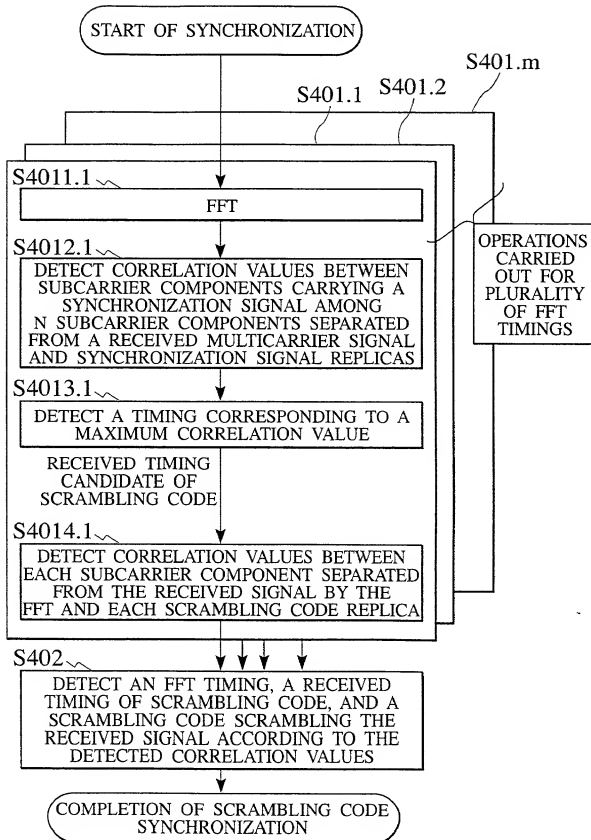 START OF SYNCHRONIZATION
S401.m
S401.2
S401.1
S4011.1
FFT
S4012.1
DETECT CORRELATION VALUES BETWEEN
SUBCARRIER COMPONENTS CARRYING A
SYNCHRONIZATION SIGNAL AMONG
N SUBCARRIER COMPONENTS SEPARATED
FROM A RECEIVED MULTICARRIER SIGNAL
AND SYNCHRONIZATION SIGNAL REPLICAS
OPERATIONS
CARRIED
OUT FOR
PLURALITY
OF FFT
TIMINGS
S4013.1
DETECT A TIMING CORRESPONDING TO A
MAXIMUM CORRELATION VALUE
RECEIVED TIMING
CANDIDATE OF
SCRAMBLING CODE
S4014.1
DETECT CORRELATION VALUES BETWEEN
EACH SUBCARRIER COMPONENT SEPARATED
FROM THE RECEIVED SIGNAL BY THE
FFT AND EACH SCRAMBLING CODE REPLICA
S402
DETECT AN FFT TIMING, A RECEIVED
TIMING OF SCRAMBLING CODE, AND A
SCRAMBLING CODE SCRAMBLING THE
RECEIVED SIGNAL ACCORDING TO THE
DETECTED CORRELATION VALUES
COMPLETION OF SCRAMBLING CODE
SYNCHRONIZATION